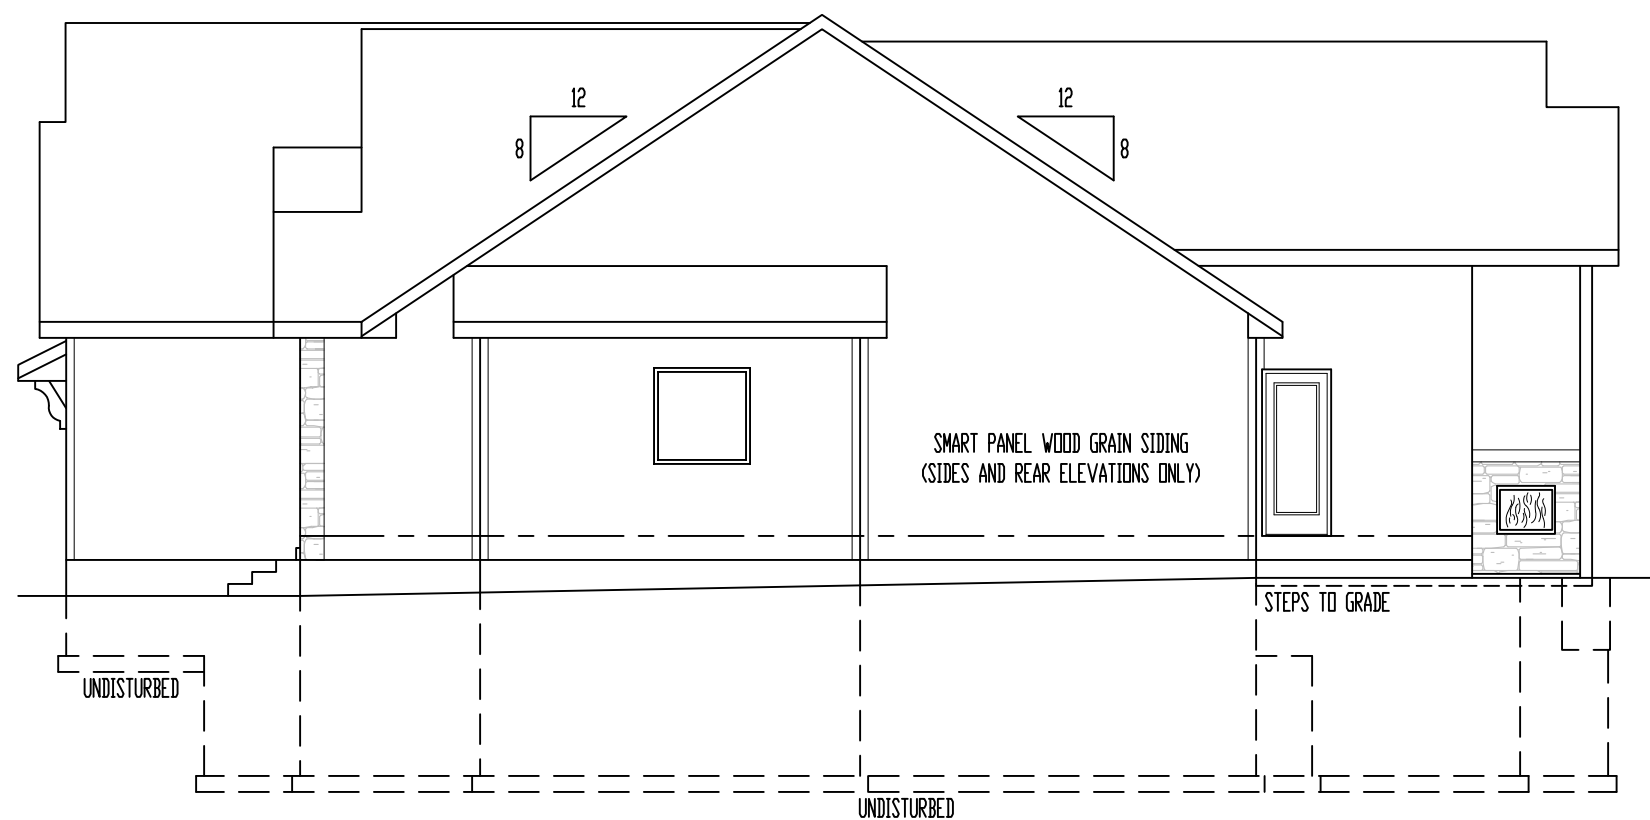 12
8
12
8
SMART PANEL WOOD GRAIN SIDING
(SIDES AND REAR ELEVATIONS ONLY)
STEPS TO GRADE
UNDISTURBED
UNDISTURBED